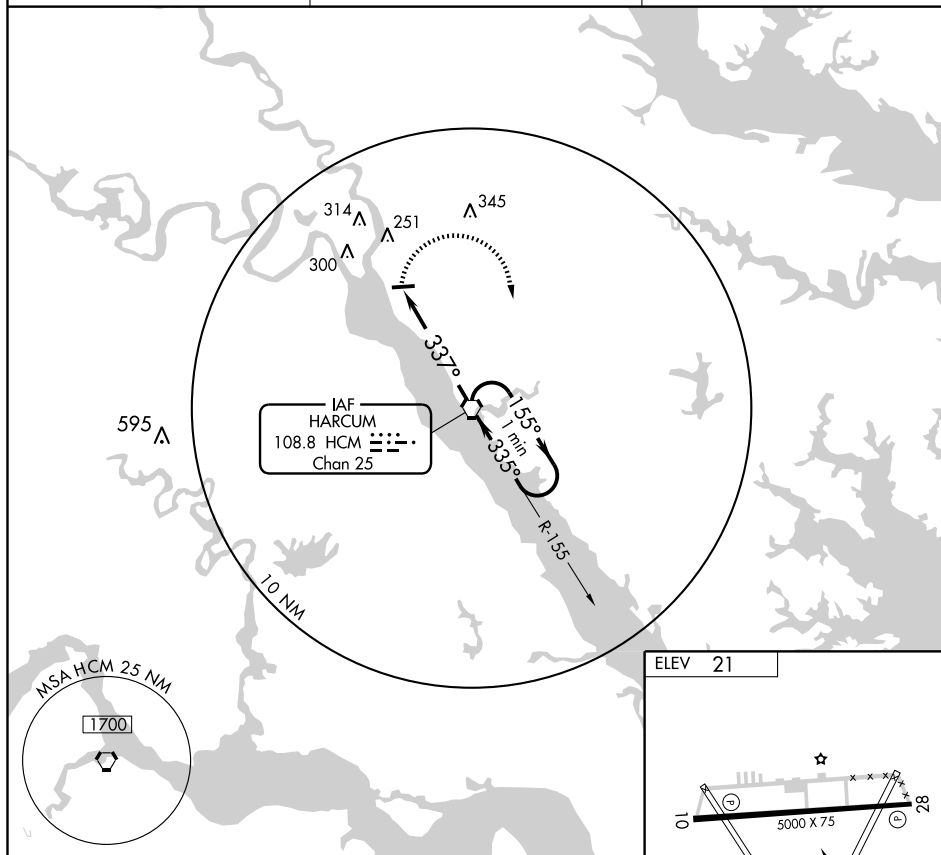 345
314
251
300
337°
IAF
HARCUM
108.8 HCM
Chan 25
155°
1 min
335°
595
R-155
10 NM
MSA HCM 25 NM
1700
ELEV 21
P
10
5000 X 75
28
P